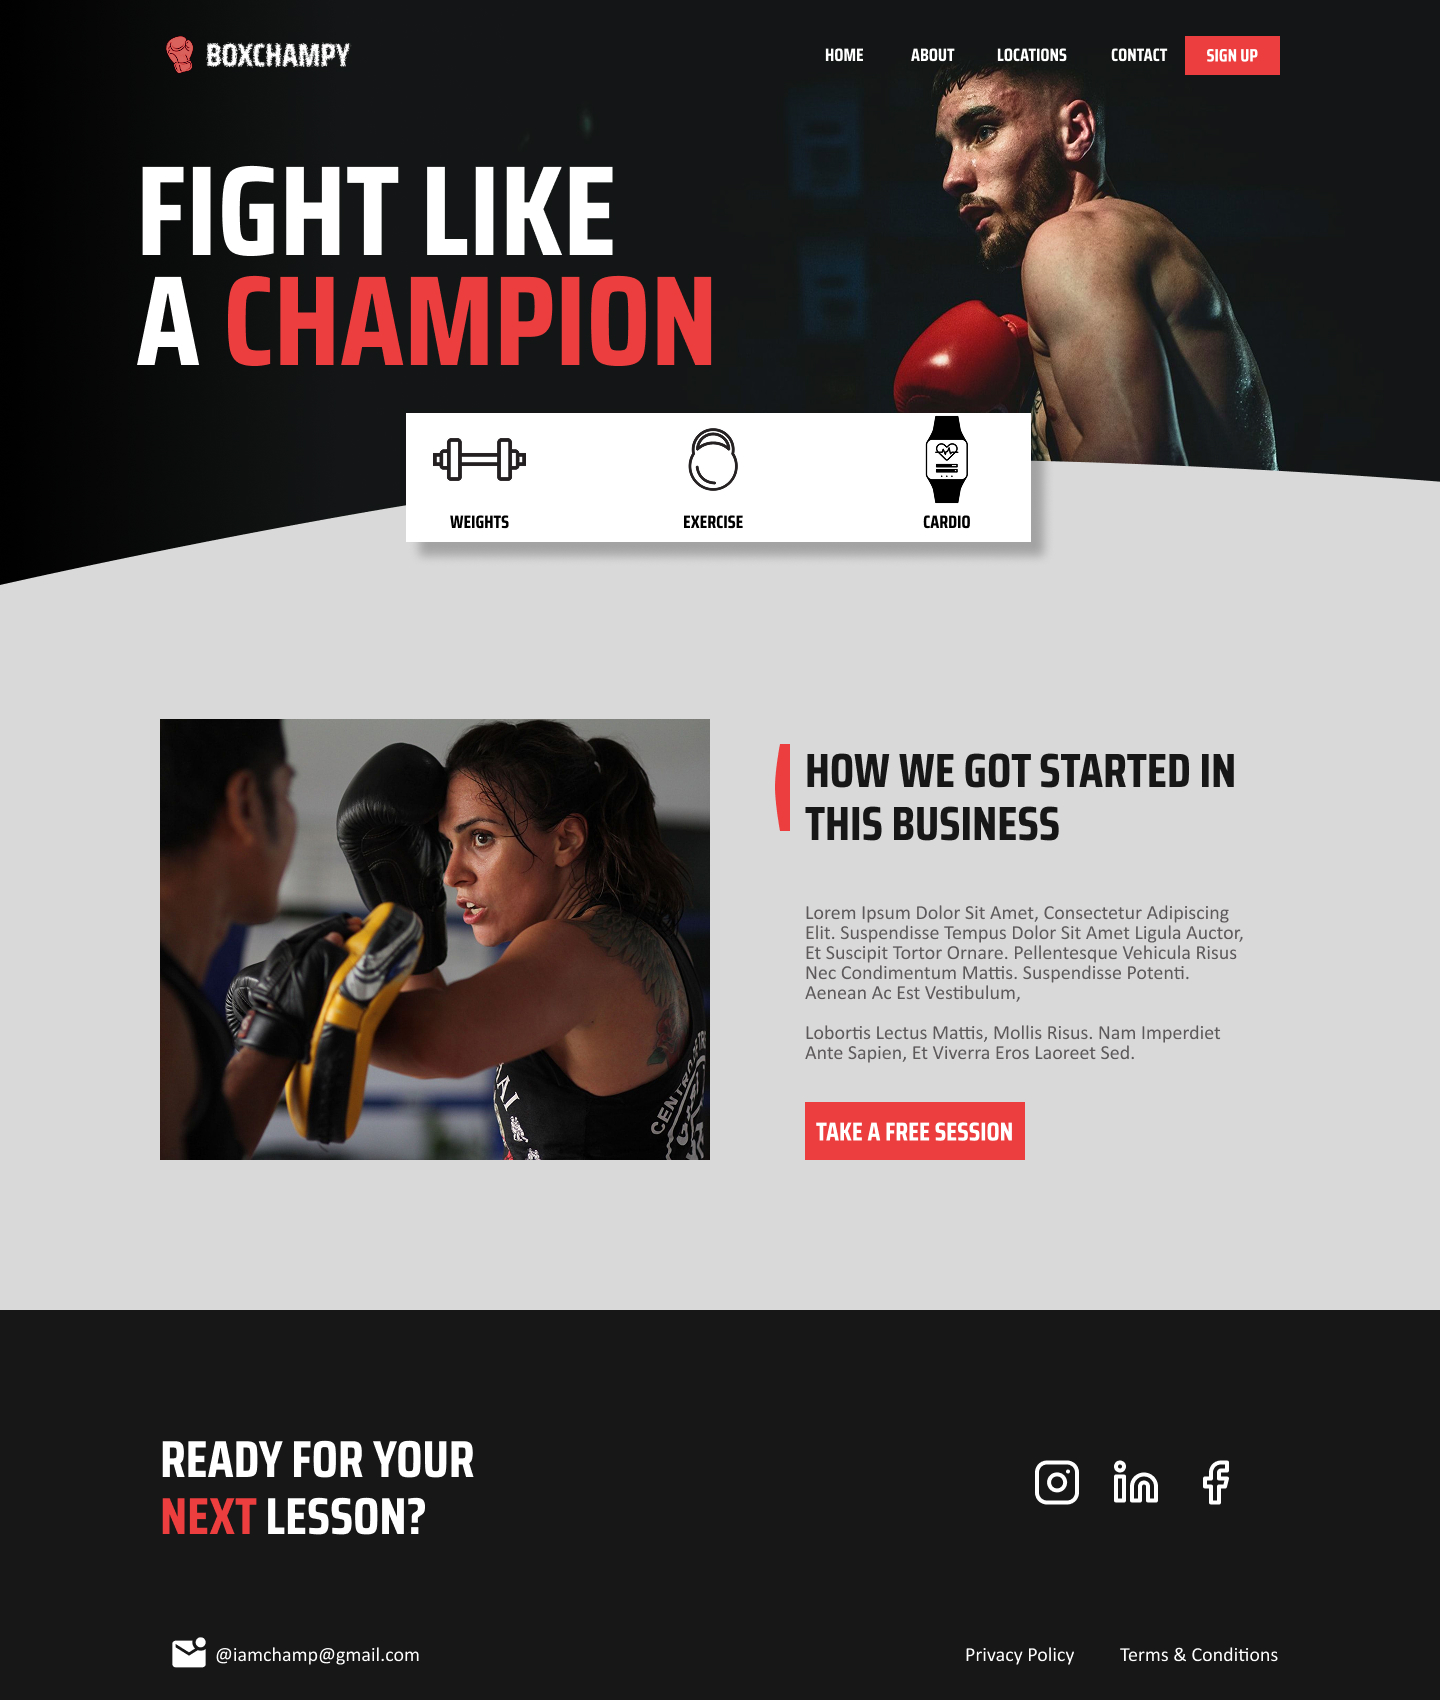 BOXCHAMPY
HOME ABOUT LOCATIONS CONTACT SIGN UP
FIGHT LIKE
A CHAMPION
WEIGHTS EXERCISE CARDIO
HOW WE GOT STARTED IN
THIS BUSINESS
Lorem Ipsum Dolor Sit Amet, Consectetur Adipiscing
Elit. Suspendisse Tempus Dolor Sit Amet Ligula Auctor,
Et Suscipit Tortor Ornare. Pellentesque Vehicula Risus
Nec Condimentum Mattis. Suspendisse Potenti.
Aenean Ac Est Vestibulum,
Lobortis Lectus Mattis, Mollis Risus. Nam Imperdiet
Ante Sapien, Et Viverra Eros Laoreet Sed.
TAKE A FREE SESSION
READY FOR YOUR
NEXT LESSON?
in
@iamchamp@gmail.com
Privacy Policy Terms & Conditions